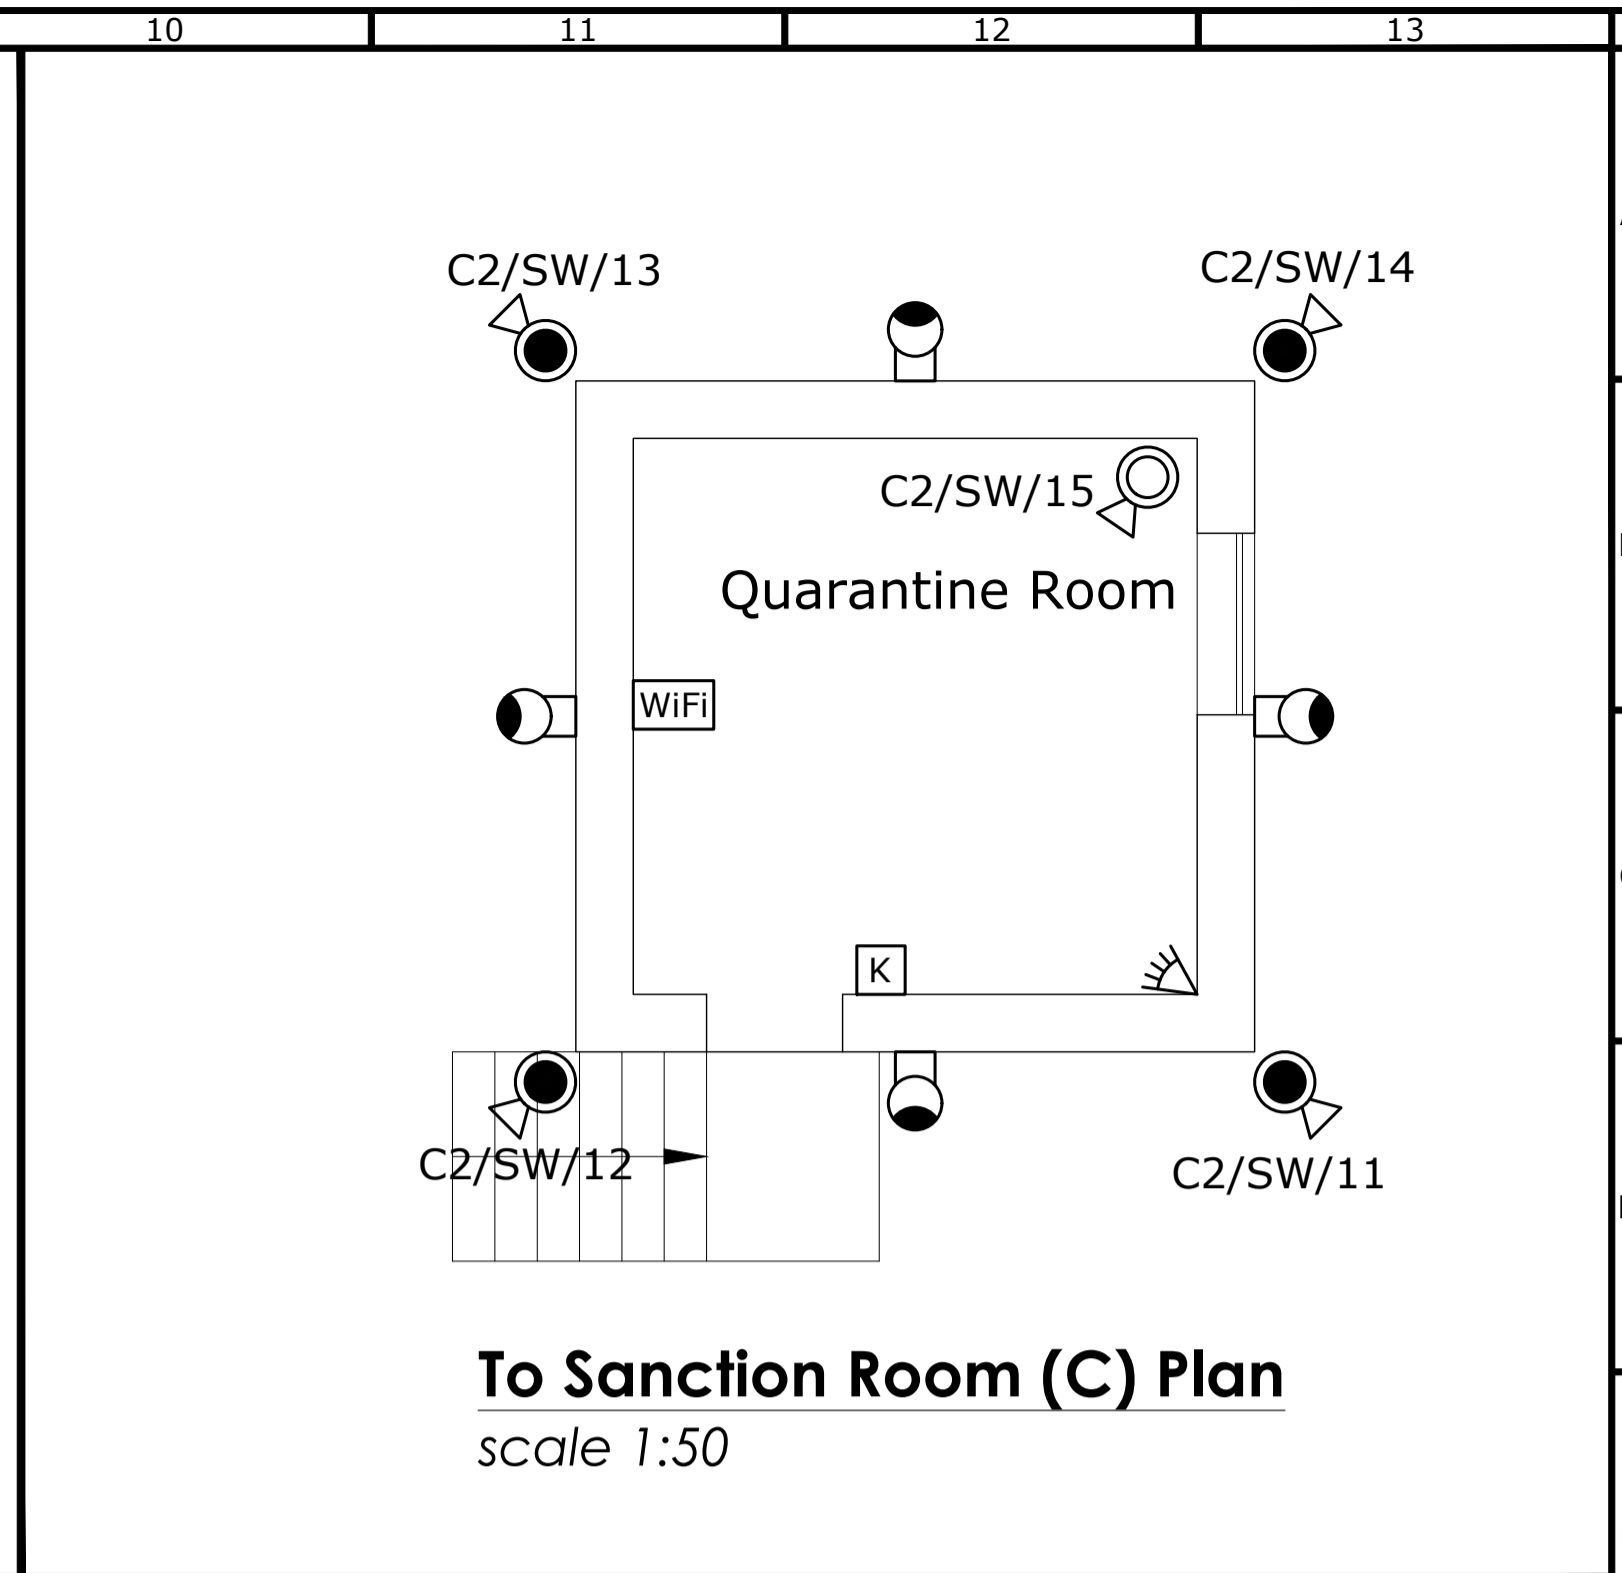 10 11 12 13
C2/SW/13 C2/SW/14
C2/SW/15
Quarantine Room
WiFi
K
C2/SW/12 C2/SW/11
To Sanction Room (C) Plan
scale 1:50